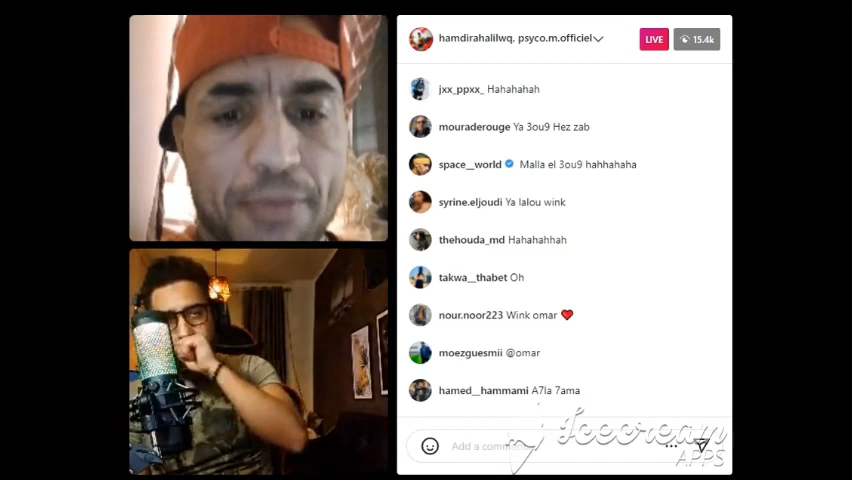 hamdirahalilwq, psyco.m.officiel
LIVE 15.4k
jxx_ppxx_ Hahahahah
mouraderouge Ya 3ou9 Hez zab
space__world Malla el 3ou9 hahhahaha
syrine.eljoudi Ya lalou wink
thehouda_md Hahahahhah
takwa__thabet Oh
nour.noor223 Wink omar ❤️
moezguesmii @omar
hamed__hammami A7la 7ama
Add a comment...
Icecream
APPS